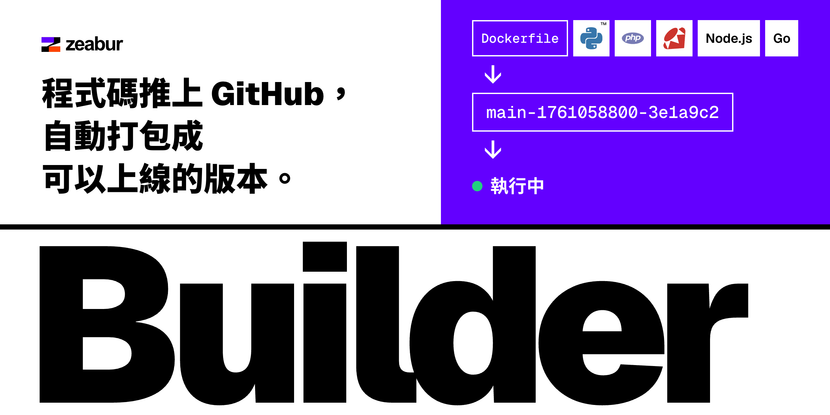 zeabur
程式碼推上 GitHub，
自動打包成
可以上線的版本。
Dockerfile
TM
php
Node.js
Go
main-1761058800-3e1a9c2
執行中
Builder